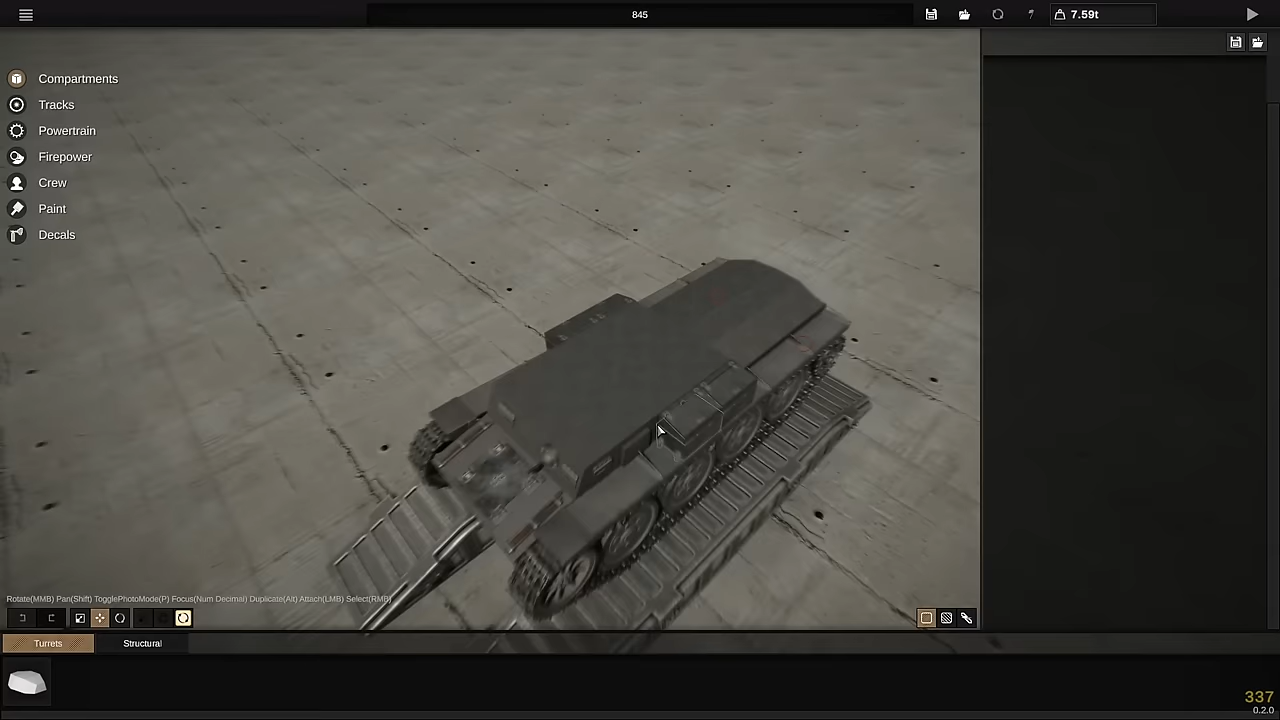 845
7.59t
Compartments
Tracks
Powertrain
Firepower
Crew
Paint
Decals
Rotate(MMB) Pan(Shift) TogglePhotoMode(P) Focus(Num Decimal) Duplicate(Alt) Attach(LMB) Select(RMB)
Turrets
Structural
337
0.2.0